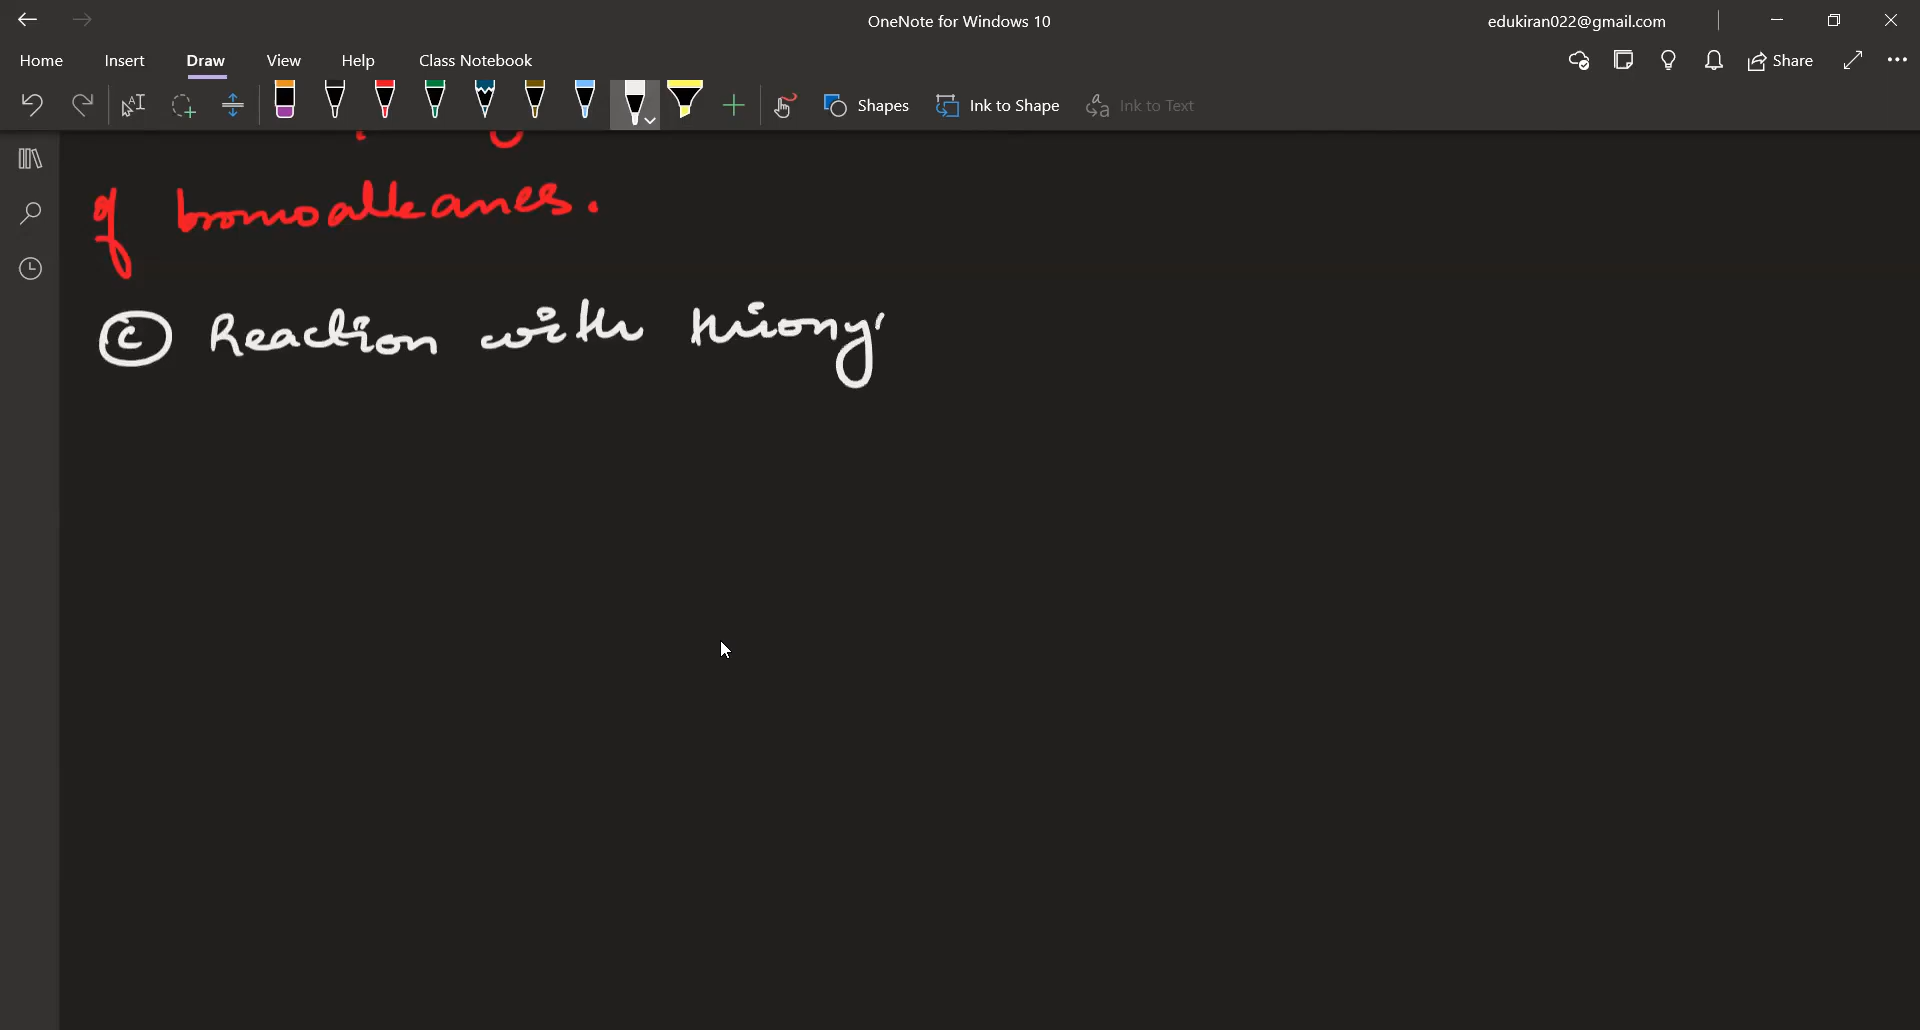 OneNote for Windows 10
edukiran022@gmail.com
Home Insert Draw View Help Class Notebook Share
Shapes Ink to Shape Ink to Text
of bromoalkanes.
© Reaction with thiony